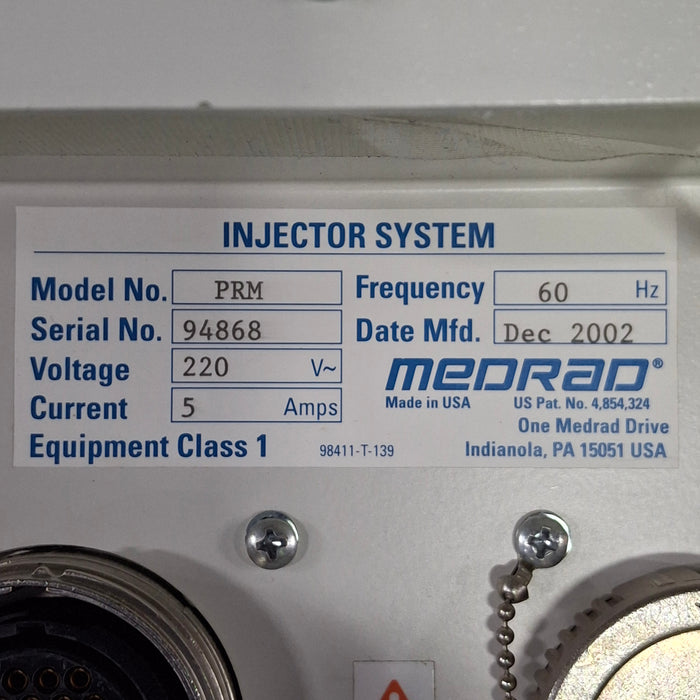 INJECTOR SYSTEM
Model No. PRM Frequency 60 Hz
Serial No. 94868 Date Mfd. Dec 2002
Voltage 220 V~ MEDRAD®
Current 5 Amps Made in USA US Pat. No. 4,854,324
One Medrad Drive
Equipment Class 1 98411-T-139 Indianola, PA 15051 USA